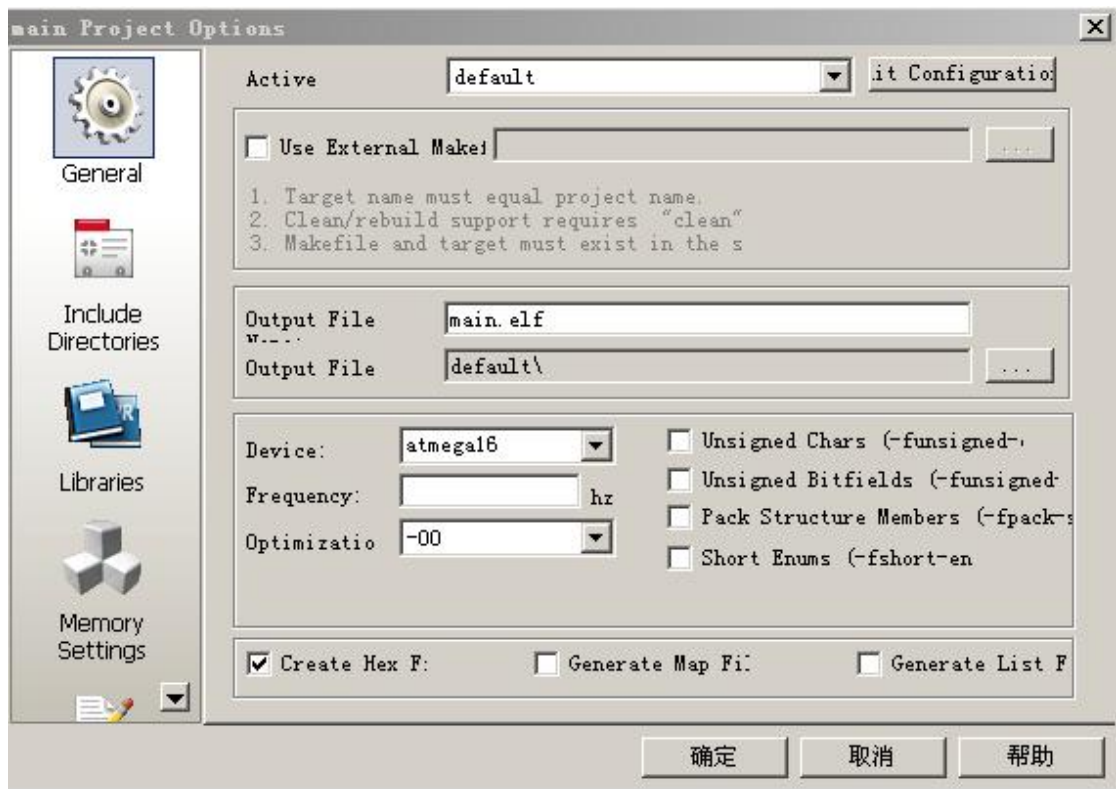 main Project Options
General
Include
Directories
Libraries
Memory
Settings
Active
default
it Configuratio
Use External Makef
...
1. Target name must equal project name.
2. Clean/rebuild support requires "clean"
3. Makefile and target must exist in the s
Output File
main.elf
Output File
default\
...
Device:
atmega16
Frequency:
hz
Optimizatio
-O0
Unsigned Chars (-funsigned-
Unsigned Bitfields (-funsigned-
Pack Structure Members (-fpack-s
Short Enums (-fshort-en
Create Hex F
Generate Map Fi
Generate List F
确定
取消
帮助